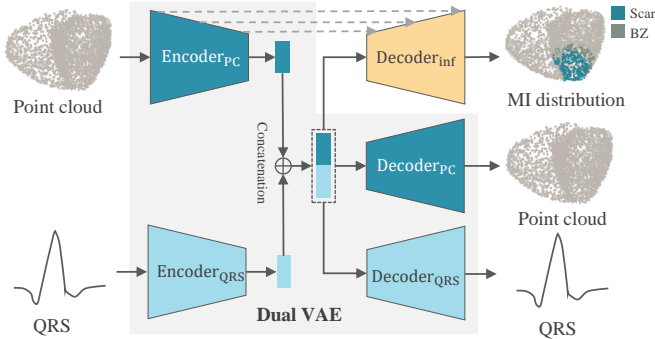 Scar
BZ
Encoder_PC
Decoder_inf
Point cloud
MI distribution
Concatenation
Decoder_PC
Point cloud
Encoder_QRS
Decoder_QRS
QRS
Dual VAE
QRS